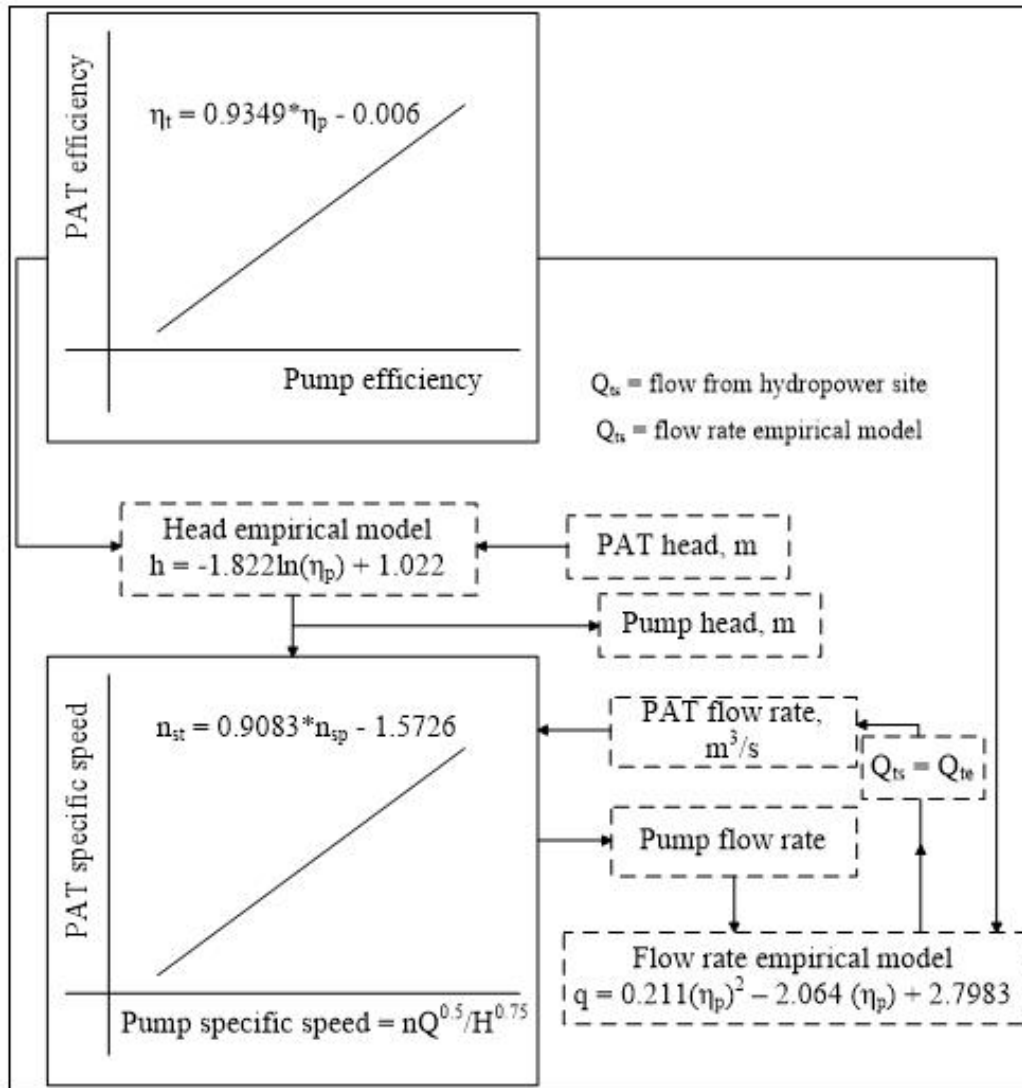 PAT efficiency
ηt = 0.9349*ηp - 0.006
Pump efficiency
Qts = flow from hydropower site
Qts = flow rate empirical model
Head empirical model
h = -1.822ln(ηp) + 1.022
PAT head, m
Pump head, m
PAT specific speed
nst = 0.9083*nsp - 1.5726
PAT flow rate,
m³/s
Qts = Qte
Pump flow rate
Flow rate empirical model
q = 0.211(ηp)² – 2.064 (ηp) + 2.7983
Pump specific speed = nQ^0.5/H^0.75